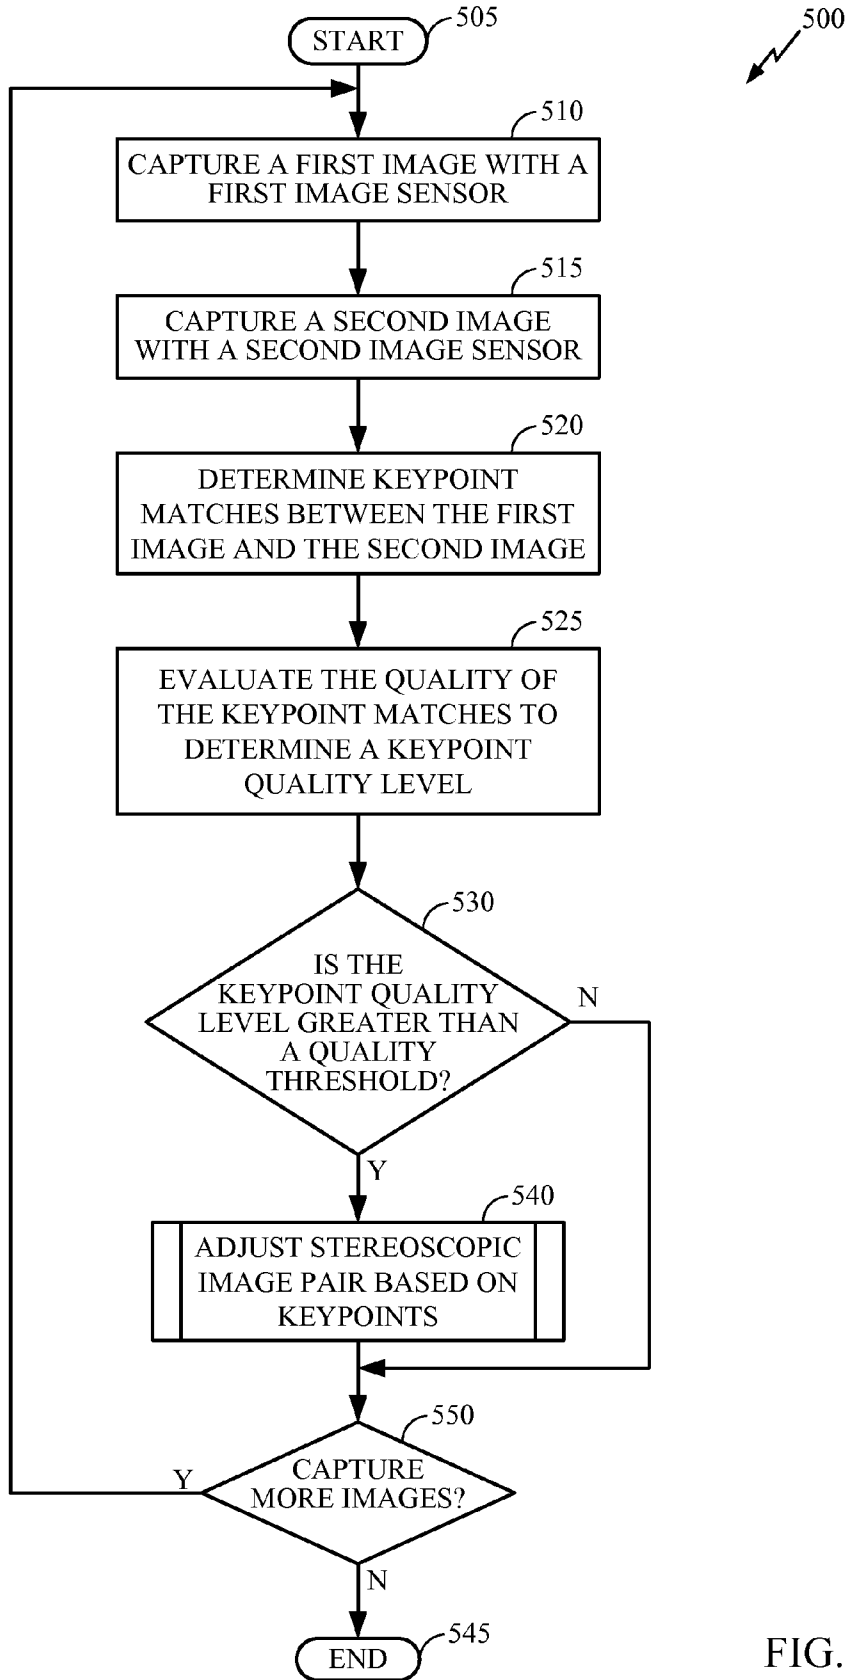 500
START
505
510
CAPTURE A FIRST IMAGE WITH A
FIRST IMAGE SENSOR
515
CAPTURE A SECOND IMAGE
WITH A SECOND IMAGE SENSOR
520
DETERMINE KEYPOINT
MATCHES BETWEEN THE FIRST
IMAGE AND THE SECOND IMAGE
525
EVALUATE THE QUALITY OF
THE KEYPOINT MATCHES TO
DETERMINE A KEYPOINT
QUALITY LEVEL
530
IS THE
KEYPOINT QUALITY
LEVEL GREATER THAN
A QUALITY
THRESHOLD?
N
Y
540
ADJUST STEREOSCOPIC
IMAGE PAIR BASED ON
KEYPOINTS
550
CAPTURE
MORE IMAGES?
Y
N
END
545
FIG.